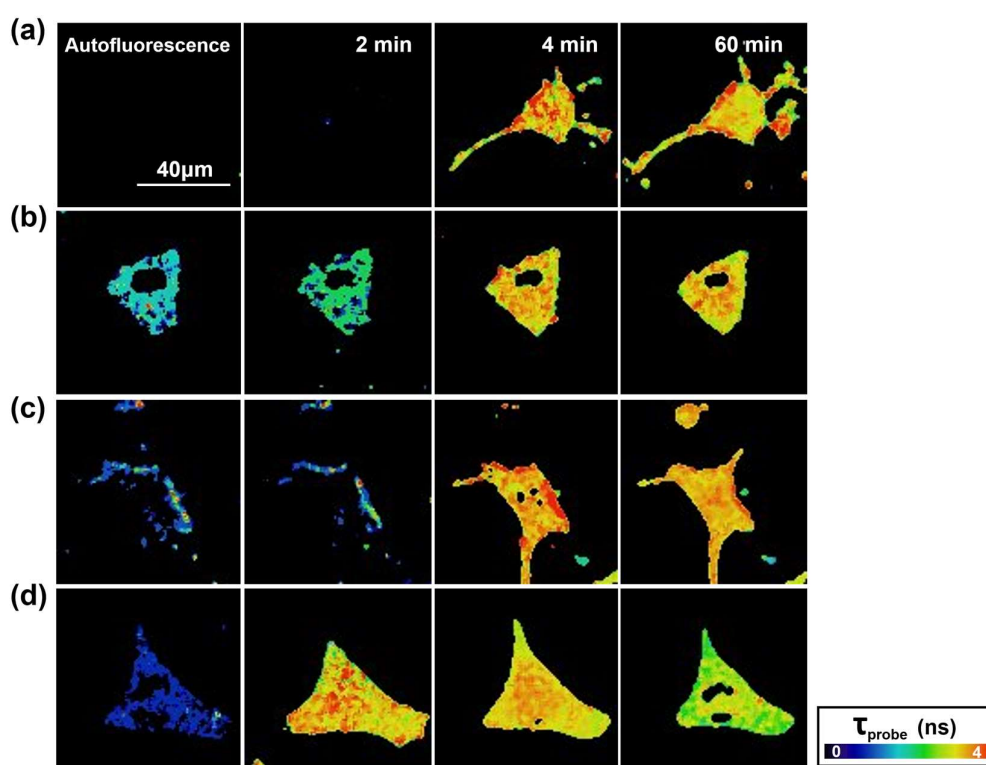 (a)
Autofluorescence
2 min
4 min
60 min
40μm
(b)
(c)
(d)
τprobe (ns)
0
4